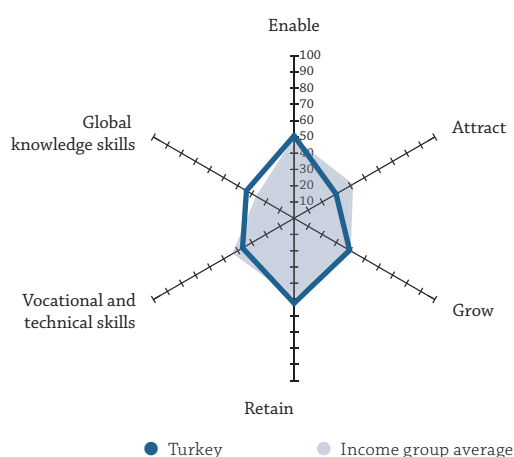 Enable
100
90
80
70
60
50
40
30
20
10
Attract
Global
knowledge skills
Vocational and
technical skills
Grow
Retain
Turkey
Income group average